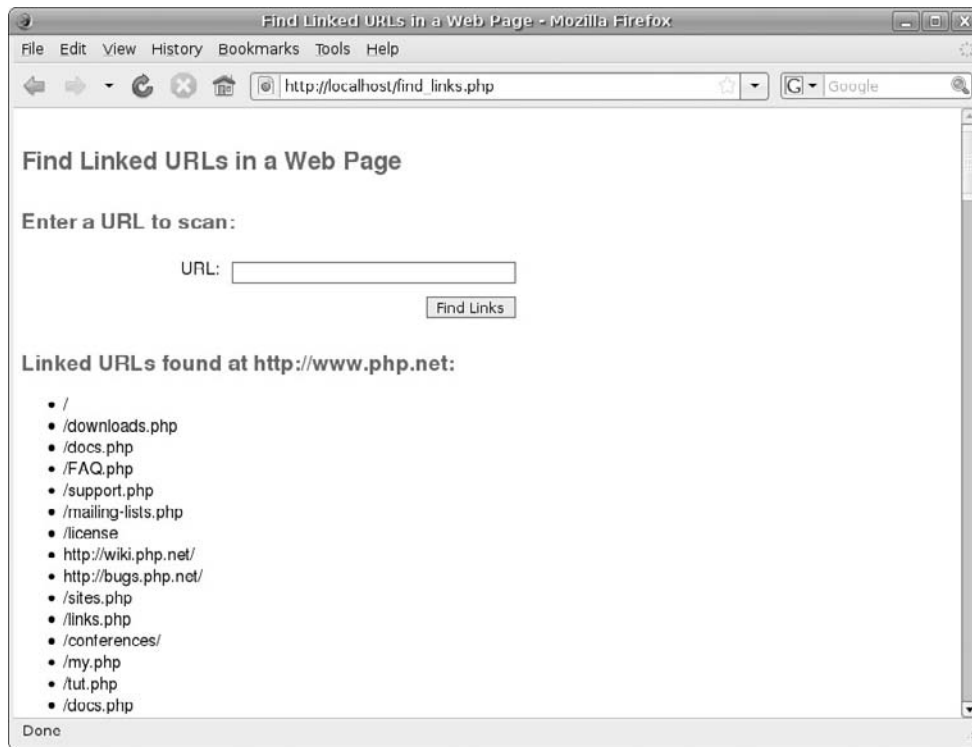 Find Linked URLs in a Web Page - Mozilla Firefox
File Edit View History Bookmarks Tools Help
http://localhost/find_links.php
G Google
Find Linked URLs in a Web Page
Enter a URL to scan:
URL:
Find Links
Linked URLs found at http://www.php.net:
• /
• /downloads.php
• /docs.php
• /FAQ.php
• /support.php
• /mailing-lists.php
• /license
• http://wiki.php.net/
• http://bugs.php.net/
• /sites.php
• /links.php
• /conferences/
• /my.php
• /tut.php
• /docs.php
Done